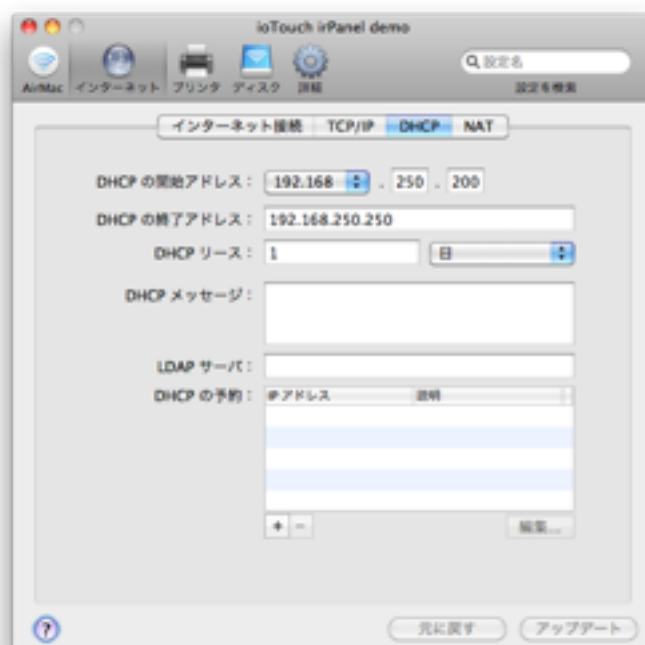 ioTouch irPanel demo
設定名
AirMac インターネット プリンタ ディスク 詳細 設定を検索
インターネット接続 TCP/IP DHCP NAT
DHCP の開始アドレス： 192.168 . 250 . 200
DHCP の終了アドレス： 192.168.250.250
DHCP リース： 1 日
DHCP メッセージ：
LDAP サーバ：
DHCP の予約： IP アドレス 説明
+ − 編集...
? 元に戻す アップデート